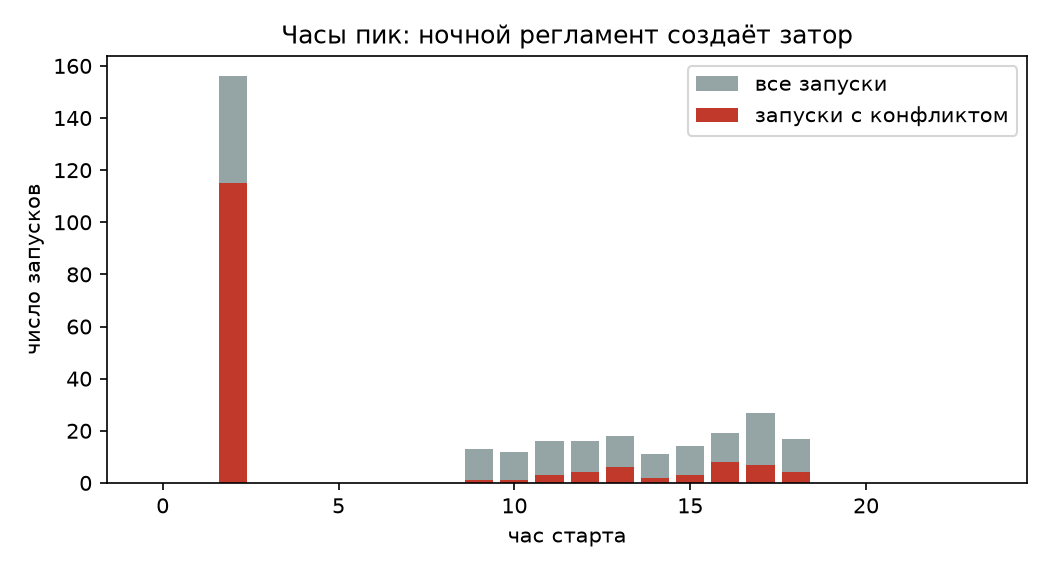 Часы пик: ночной регламент создаёт затор
все запуски
запуски с конфликтом
число запусков
160
140
120
100
80
60
40
20
0
0 5 10 15 20
час старта